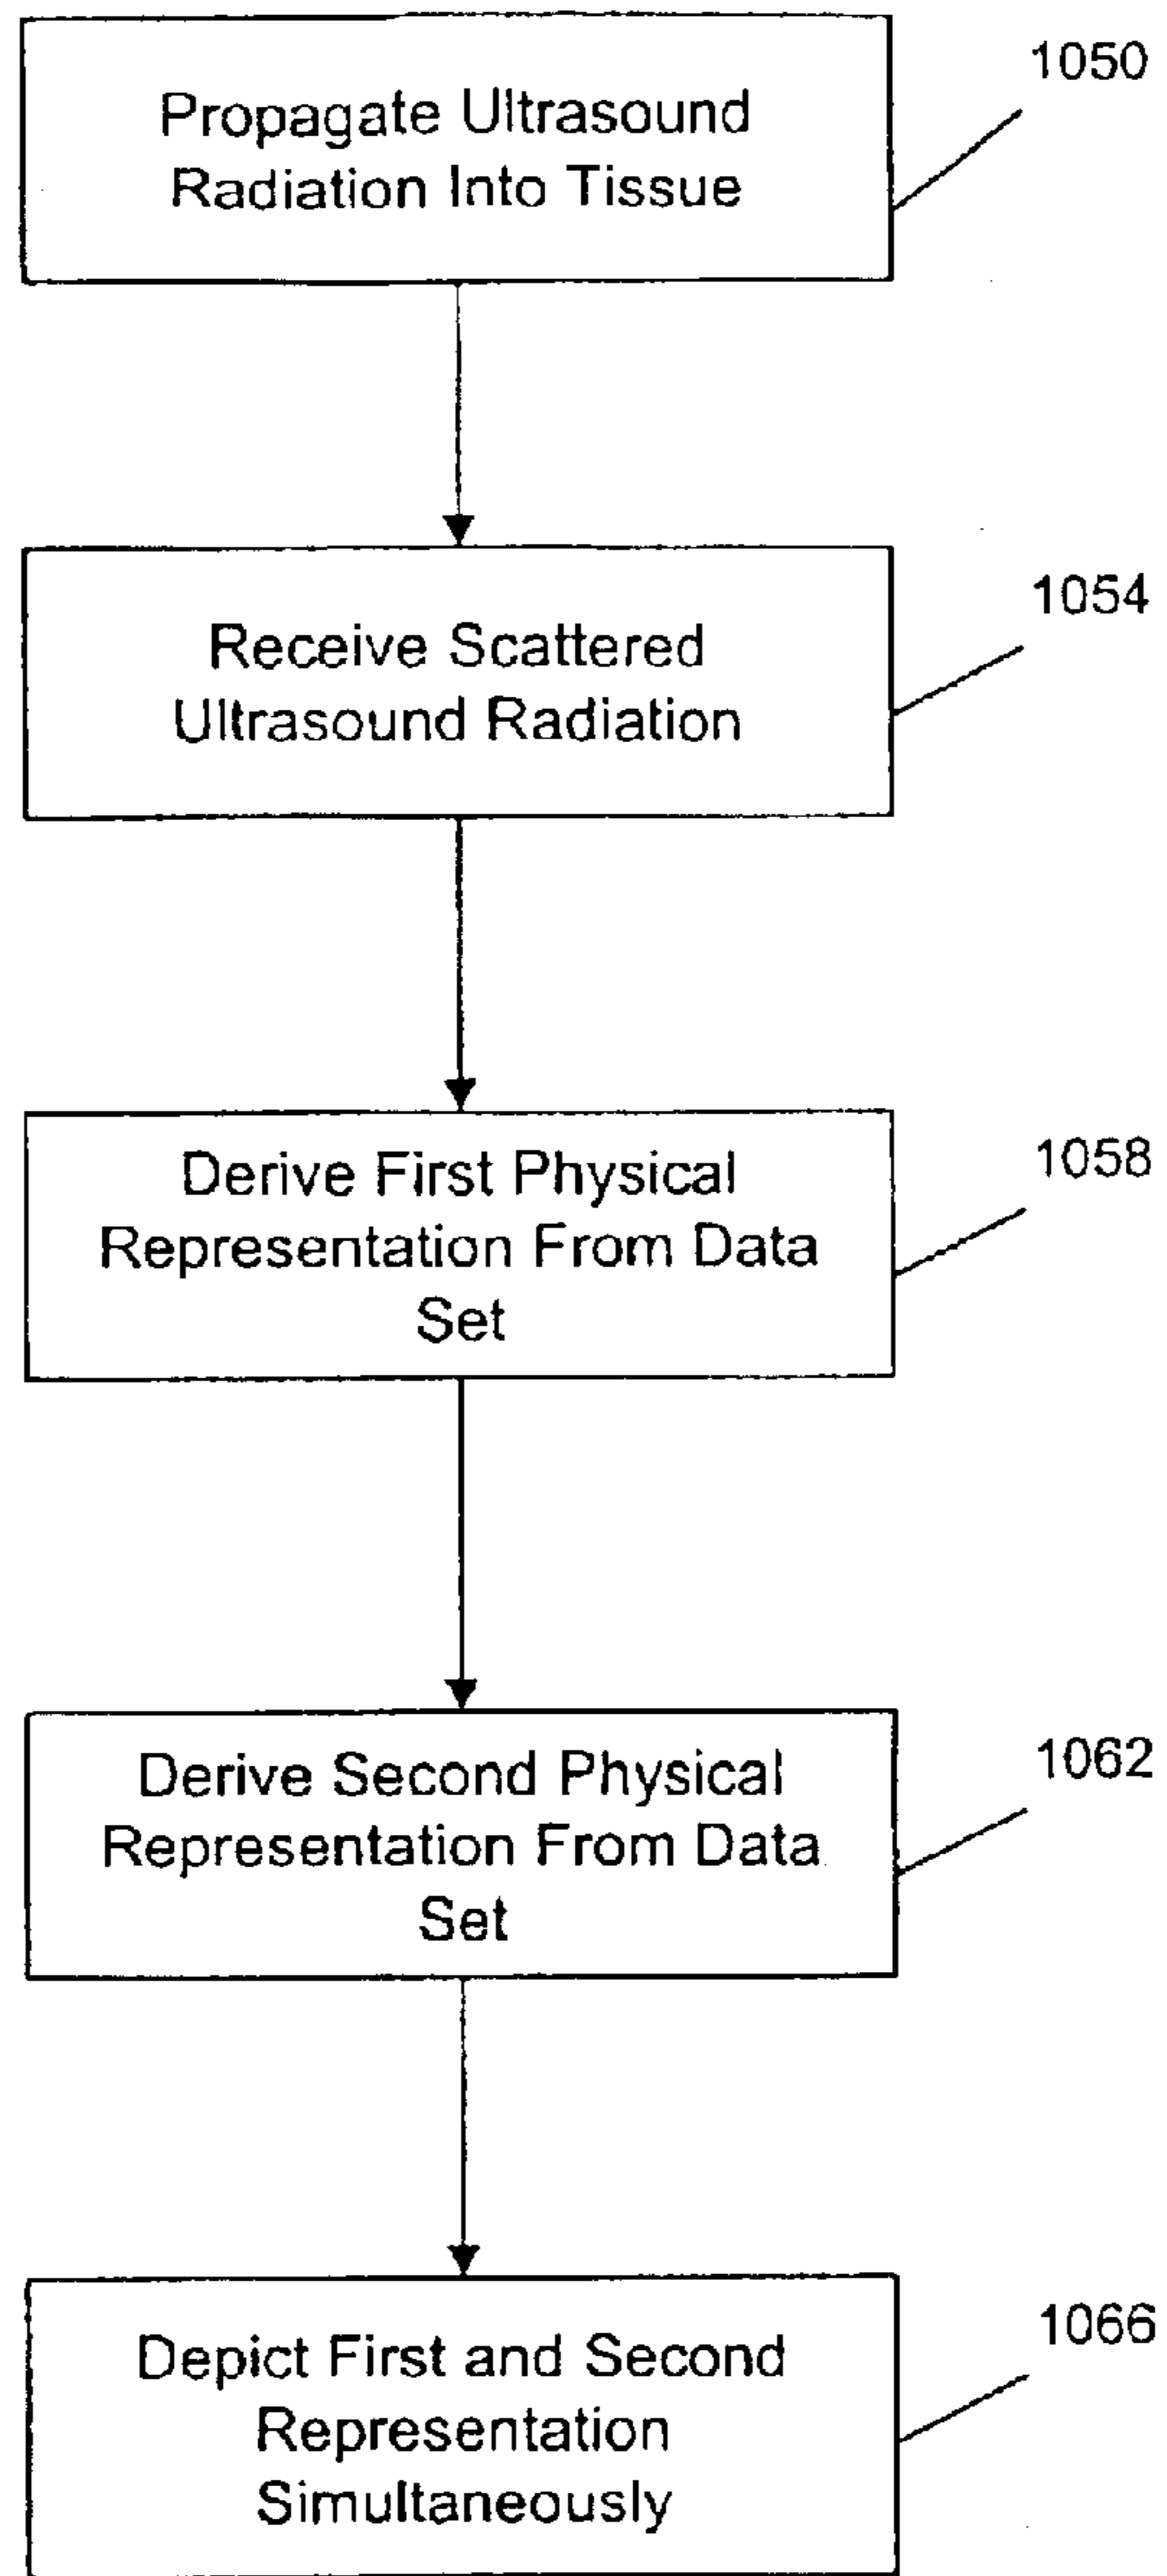 1050
Propagate Ultrasound
Radiation Into Tissue
1054
Receive Scattered
Ultrasound Radiation
1058
Derive First Physical
Representation From Data
Set
1062
Derive Second Physical
Representation From Data
Set
1066
Depict First and Second
Representation
Simultaneously